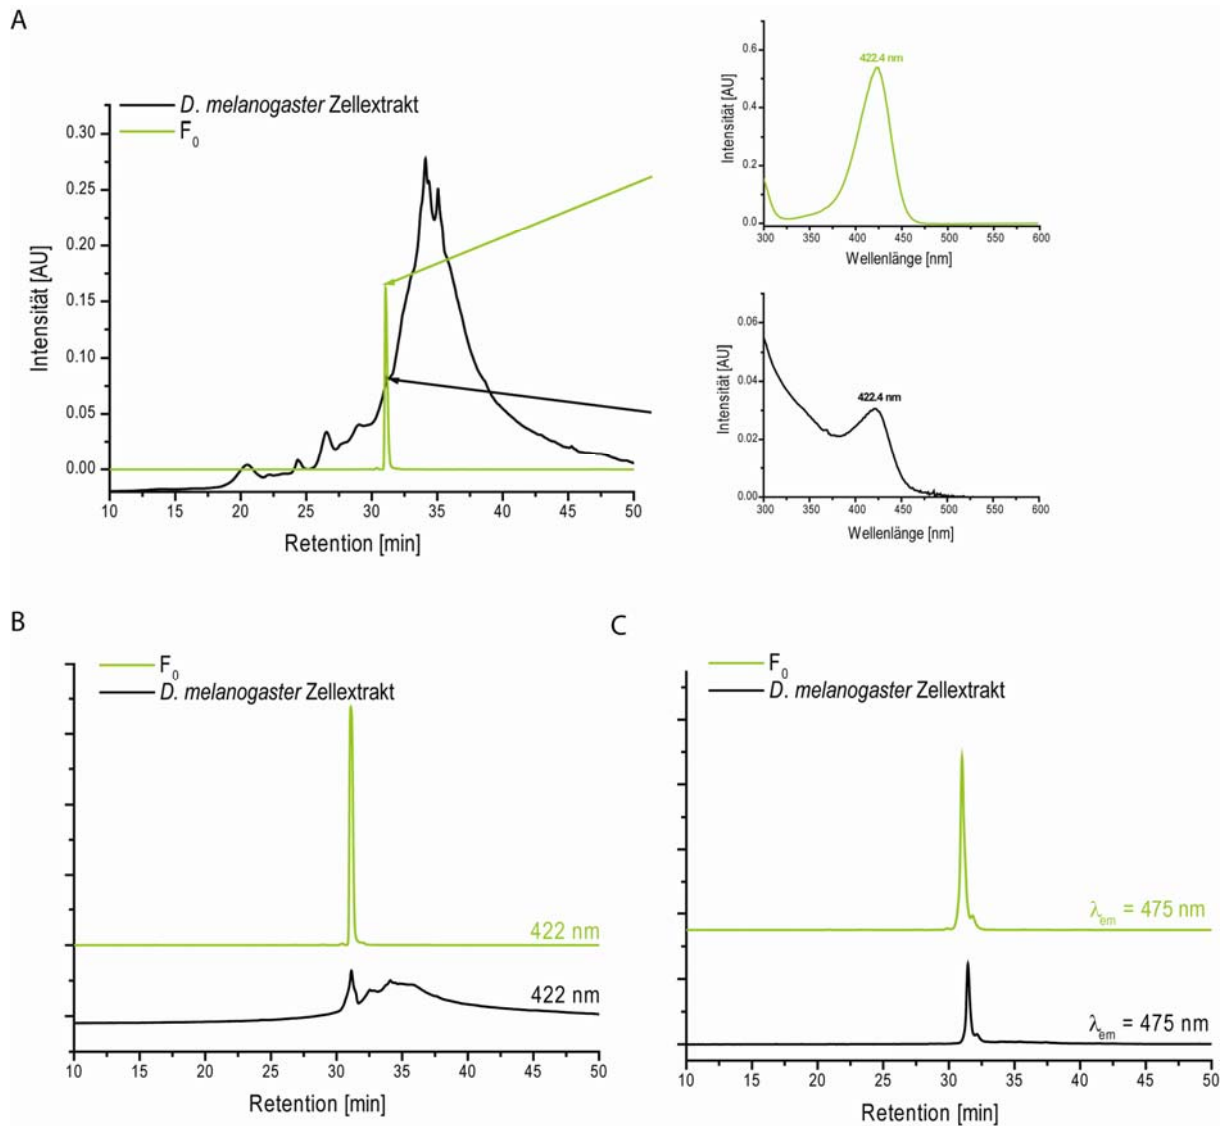 A
D. melanogaster Zellextrakt
F0
0.30
0.25
0.20
0.15
0.10
0.05
0.00
Intensität [AU]
10 15 20 25 30 35 40 45 50
Retention [min]
422.4 nm
0.6
0.4
0.2
0.0
Intensität [AU]
300 350 400 450 500 550 600
Wellenlänge [nm]
422.4 nm
0.06
0.04
0.02
0.00
Intensität [AU]
300 350 400 450 500 550 600
Wellenlänge [nm]
B
F0
D. melanogaster Zellextrakt
422 nm
422 nm
10 15 20 25 30 35 40 45 50
Retention [min]
C
F0
D. melanogaster Zellextrakt
λem = 475 nm
λem = 475 nm
10 15 20 25 30 35 40 45 50
Retention [min]